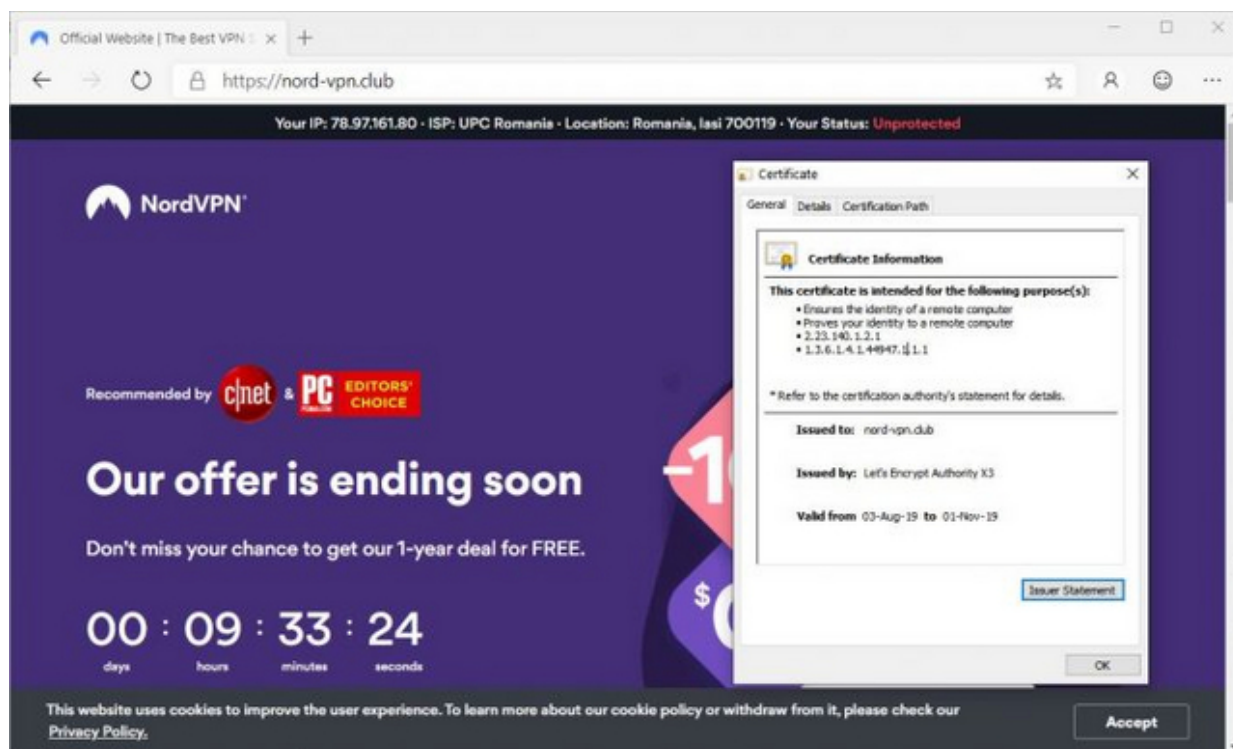 Official Website | The Best VPN S
https://nord-vpn.club
Your IP: 78.97.161.80 · ISP: UPC Romania · Location: Romania, Iasi 700119 · Your Status: Unprotected
NordVPN®
Recommended by c|net & PC EDITORS' CHOICE
Our offer is ending soon
Don't miss your chance to get our 1-year deal for FREE.
00 : 09 : 33 : 24
days hours minutes seconds
-1
$
Certificate
General Details Certification Path
Certificate Information
This certificate is intended for the following purpose(s):
• Ensures the identity of a remote computer
• Proves your identity to a remote computer
• 2.23.140.1.2.1
• 1.3.6.1.4.1.44947.1.1.1
* Refer to the certification authority's statement for details.
Issued to: nord-vpn.club
Issued by: Let's Encrypt Authority X3
Valid from 03-Aug-19 to 01-Nov-19
Issuer Statement
OK
This website uses cookies to improve the user experience. To learn more about our cookie policy or withdraw from it, please check our
Privacy Policy.
Accept